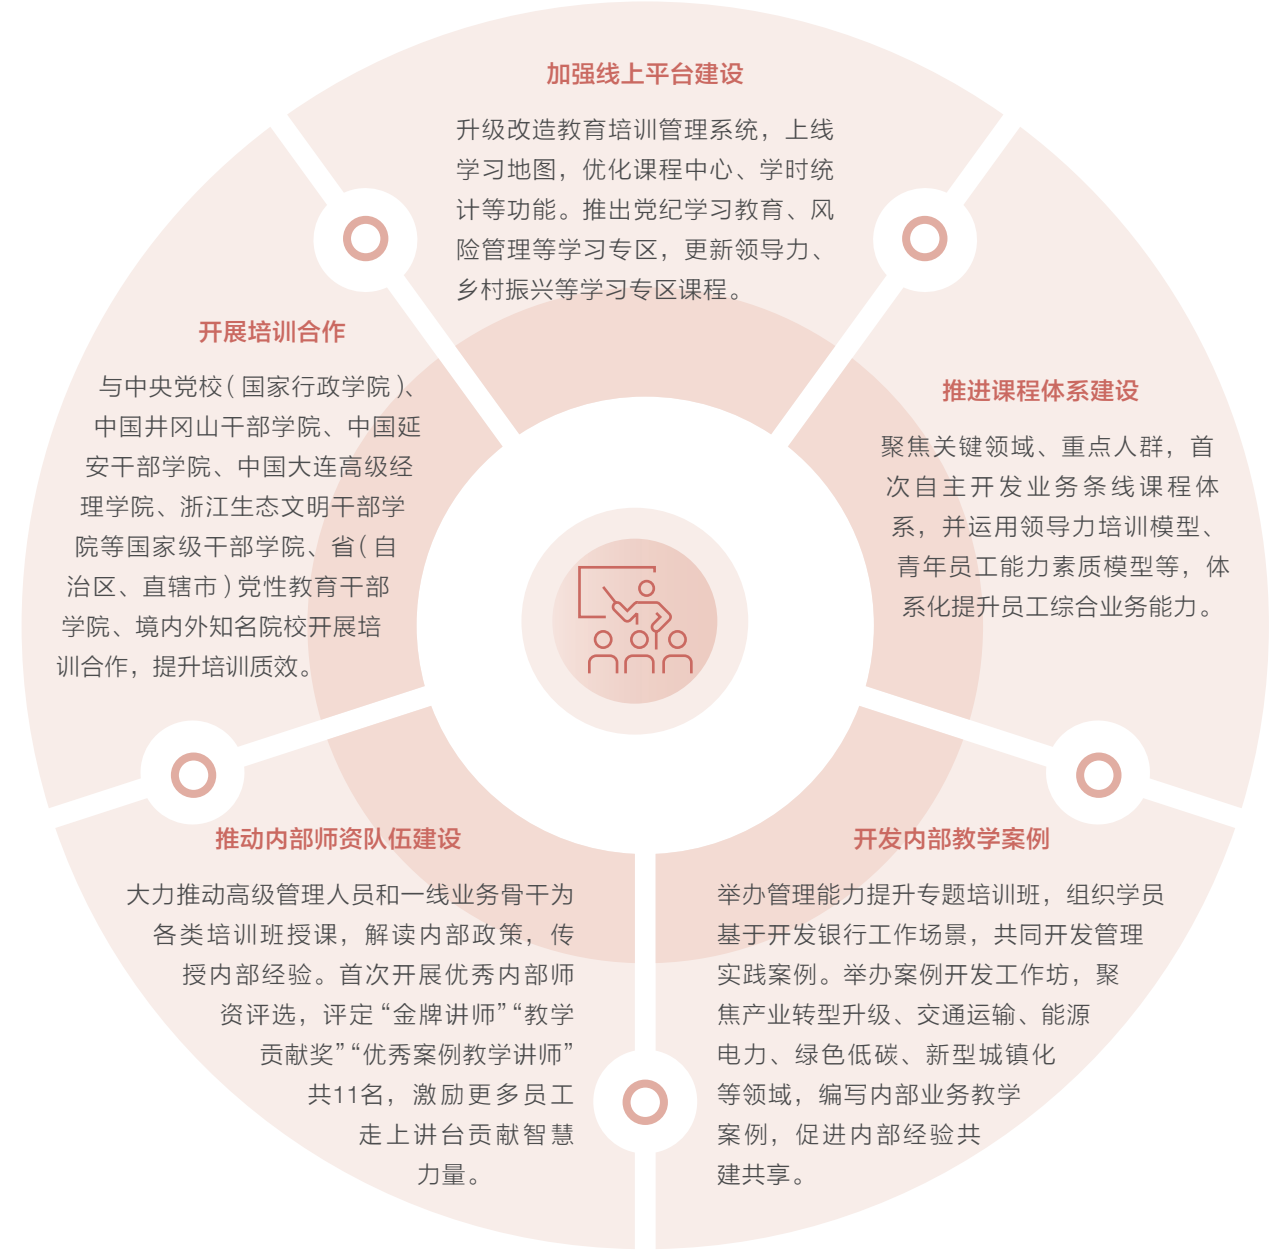 加强线上平台建设
升级改造教育培训管理系统，上线
学习地图，优化课程中心、学时统
计等功能。推出党纪学习教育、风
险管理等学习专区，更新领导力、
乡村振兴等学习专区课程。
开展培训合作
与中央党校（国家行政学院）、
中国井冈山干部学院、中国延
安干部学院、中国大连高级经
理学院、浙江生态文明干部学
院等国家级干部学院、省（自
治区、直辖市）党性教育干部
学院、境内外知名院校开展培
训合作，提升培训质效。
推进课程体系建设
聚焦关键领域、重点人群，首
次自主开发业务条线课程体
系，并运用领导力培训模型、
青年员工能力素质模型等，体
系化提升员工综合业务能力。
推动内部师资队伍建设
大力推动高级管理人员和一线业务骨干为
各类培训班授课，解读内部政策，传
授内部经验。首次开展优秀内部师
资评选，评定“金牌讲师”“教学
贡献奖”“优秀案例教学讲师”
共11名，激励更多员工
走上讲台贡献智慧
力量。
开发内部教学案例
举办管理能力提升专题培训班，组织学员
基于开发银行工作场景，共同开发管理
实践案例。举办案例开发工作坊，聚
焦产业转型升级、交通运输、能源
电力、绿色低碳、新型城镇化
等领域，编写内部业务教学
案例，促进内部经验共
建共享。